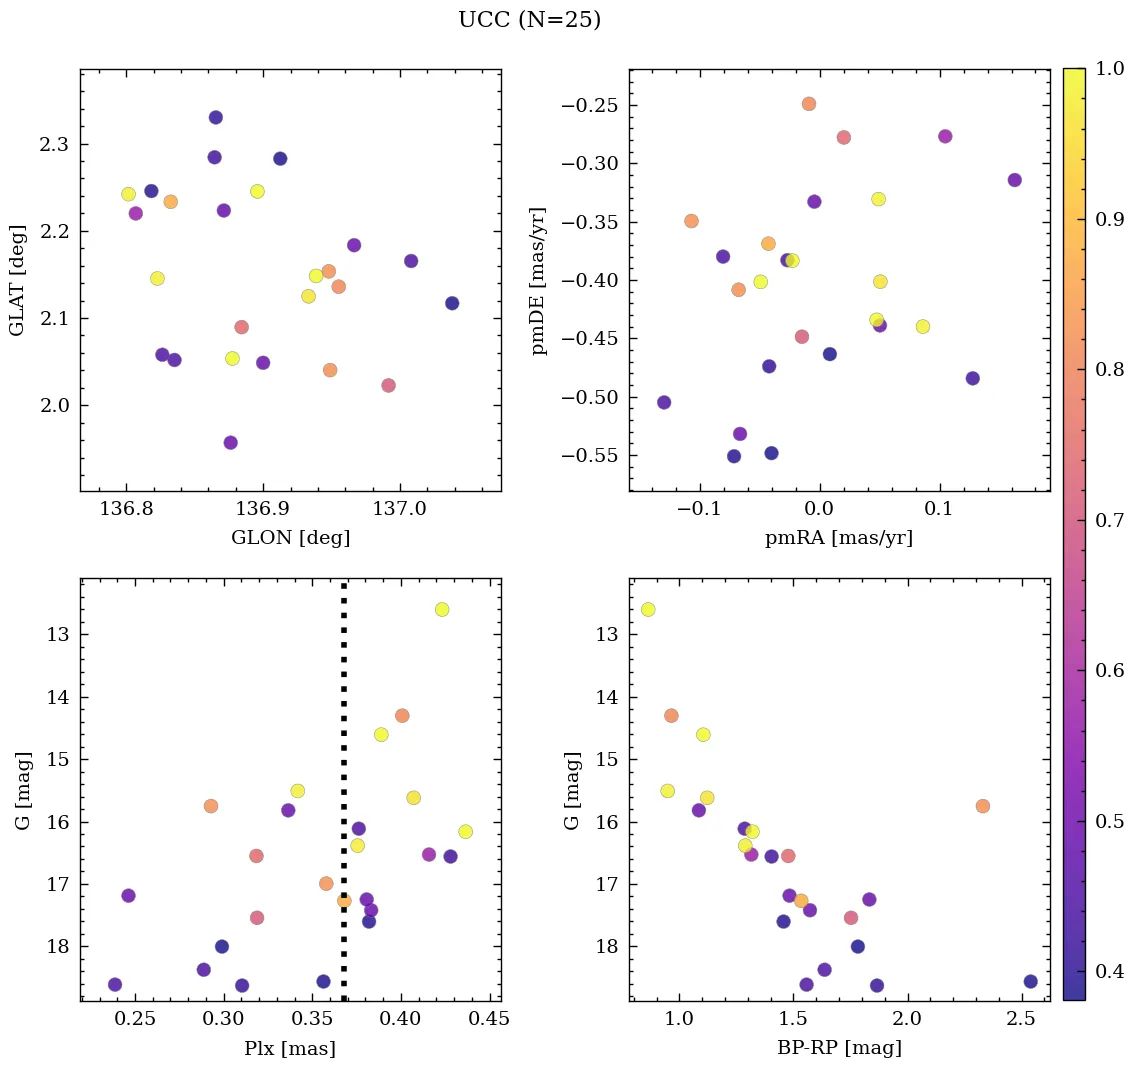 UCC (N=25)
2.3
2.2
2.1
2.0
GLAT [deg]
136.8 136.9 137.0
GLON [deg]
−0.25
−0.30
−0.35
−0.40
−0.45
−0.50
−0.55
pmDE [mas/yr]
−0.1 0.0 0.1
pmRA [mas/yr]
13
14
15
16
17
18
G [mag]
0.25 0.30 0.35 0.40 0.45
Plx [mas]
13
14
15
16
17
18
G [mag]
1.0 1.5 2.0 2.5
BP-RP [mag]
1.0
0.9
0.8
0.7
0.6
0.5
0.4